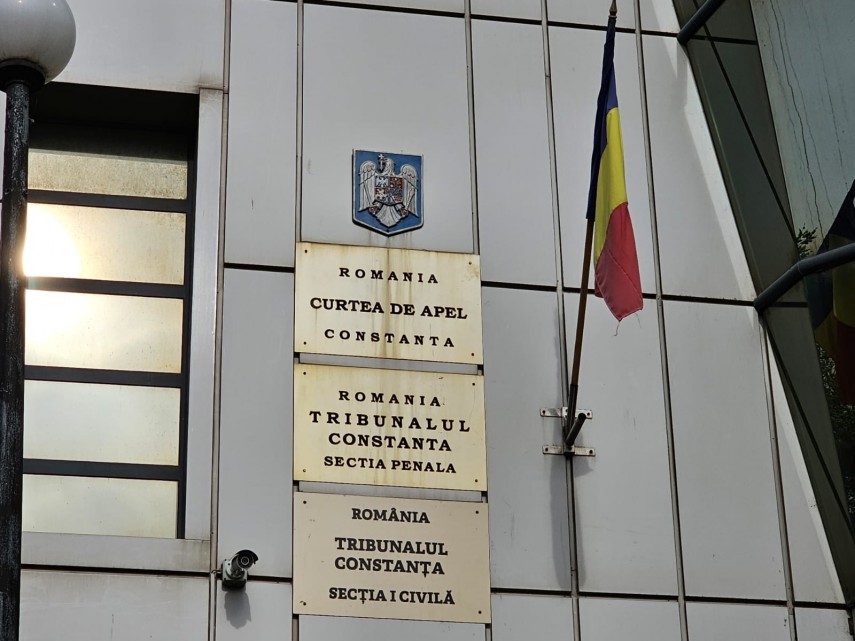 ROMANIA
CURTEA DE APEL
CONSTANTA
ROMANIA
TRIBUNALUL
CONSTANTA
SECTIA PENALA
ROMÂNIA
TRIBUNALUL
CONSTANȚA
SECȚIA I CIVILĂ